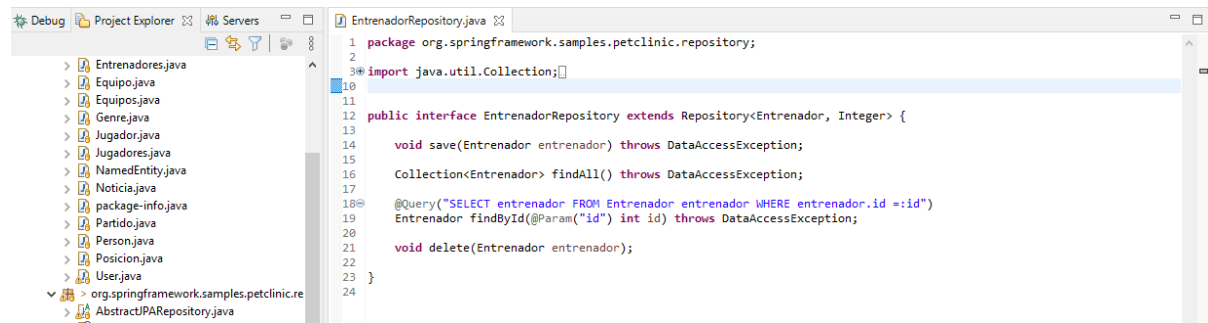 Debug Project Explorer Servers
Entrenadores.java
Equipo.java
Equipos.java
Genre.java
Jugador.java
Jugadores.java
NamedEntity.java
Noticia.java
package-info.java
Partido.java
Person.java
Posicion.java
User.java
> org.springframework.samples.petclinic.re
AbstractJPARepository.java
EntrenadorRepository.java
1 package org.springframework.samples.petclinic.repository;
2
3 import java.util.Collection;
10
11
12 public interface EntrenadorRepository extends Repository<Entrenador, Integer> {
13
14 void save(Entrenador entrenador) throws DataAccessException;
15
16 Collection<Entrenador> findAll() throws DataAccessException;
17
18 @Query("SELECT entrenador FROM Entrenador entrenador WHERE entrenador.id =:id")
19 Entrenador findById(@Param("id") int id) throws DataAccessException;
20
21 void delete(Entrenador entrenador);
22
23 }
24